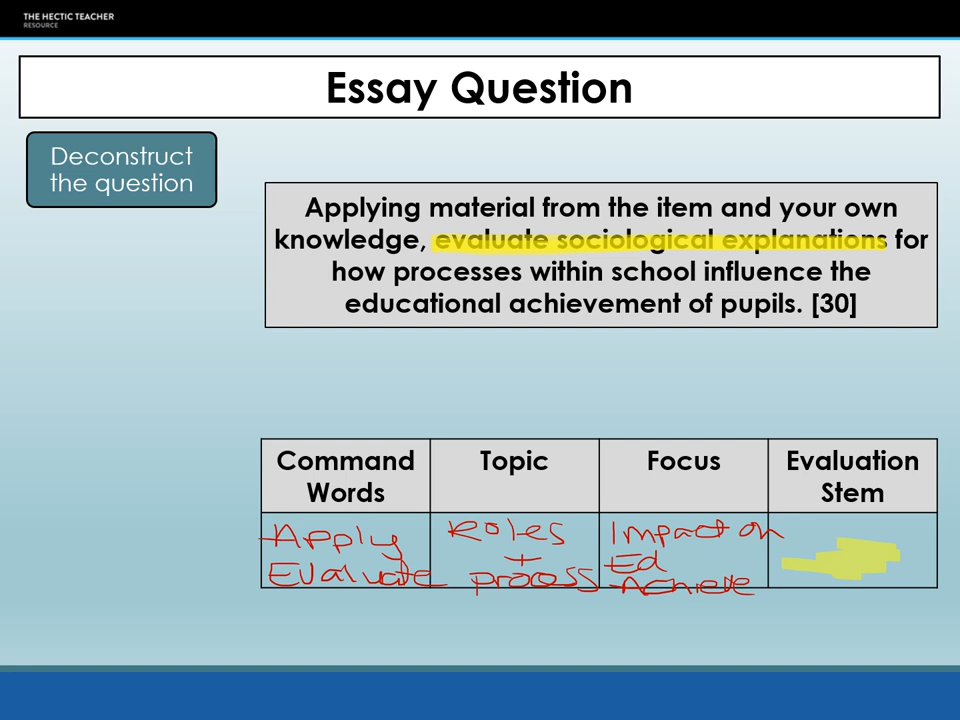 THE HECTIC TEACHER
RESOURCE
Essay Question
Deconstruct
the question
Applying material from the item and your own
knowledge, evaluate sociological explanations for
how processes within school influence the
educational achievement of pupils. [30]
Command Words
Topic
Focus
Evaluation Stem
Apply
Evaluate
Roles
+
process
Impact on
Ed
Achieve